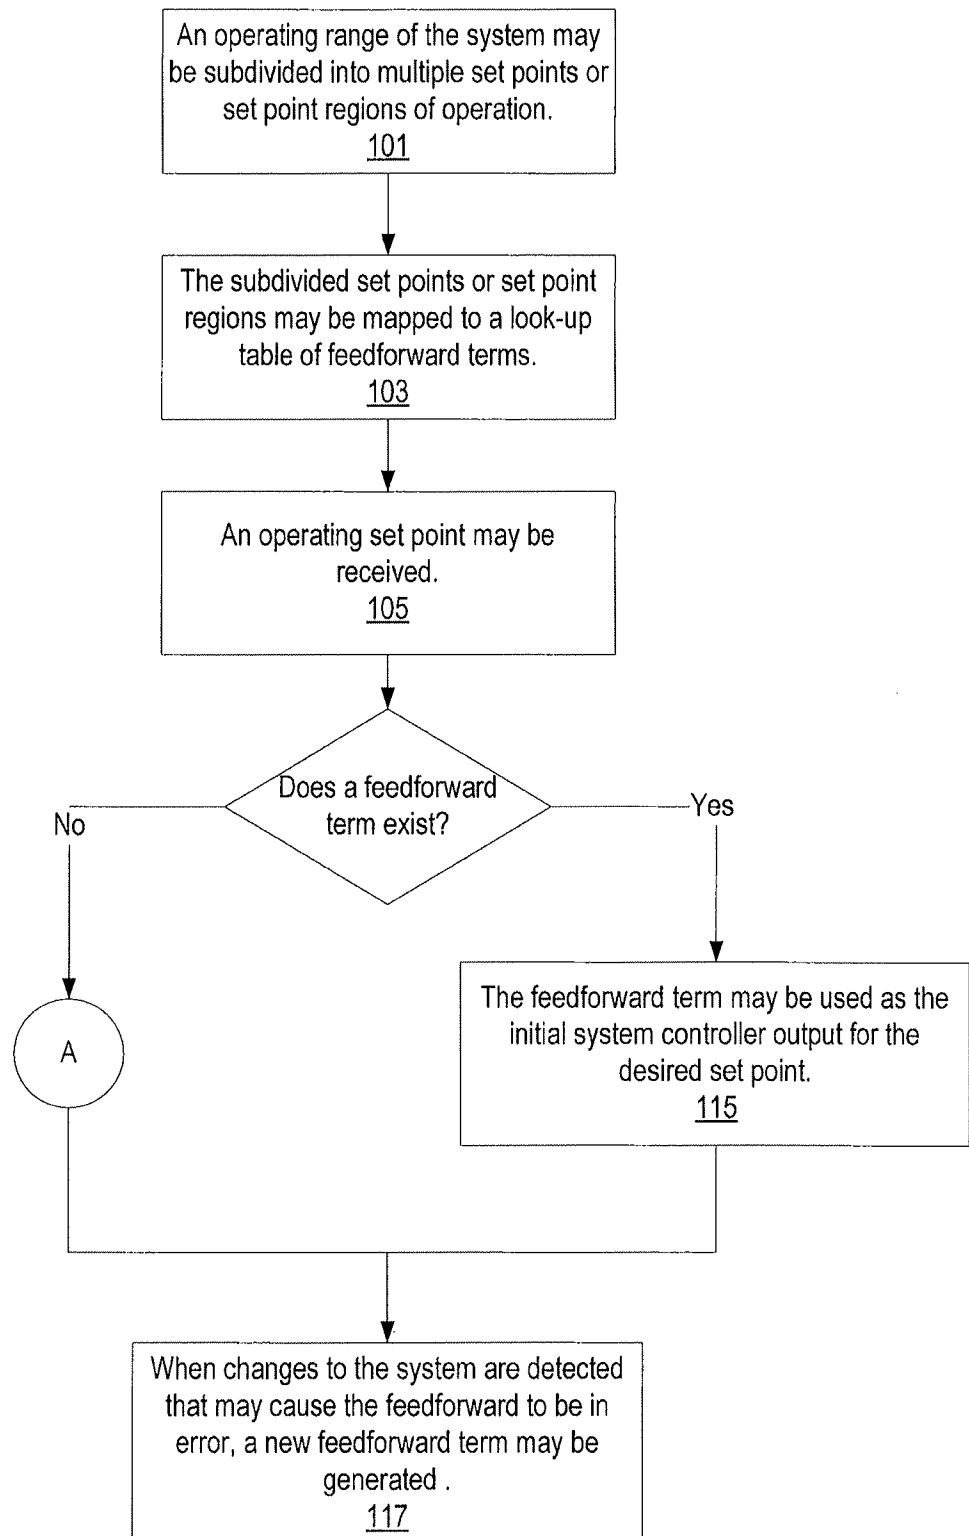 An operating range of the system may
be subdivided into multiple set points or
set point regions of operation.
101
The subdivided set points or set point
regions may be mapped to a look-up
table of feedforward terms.
103
An operating set point may be
received.
105
Does a feedforward
term exist?
No
Yes
A
The feedforward term may be used as the
initial system controller output for the
desired set point.
115
When changes to the system are detected
that may cause the feedforward to be in
error, a new feedforward term may be
generated .
117